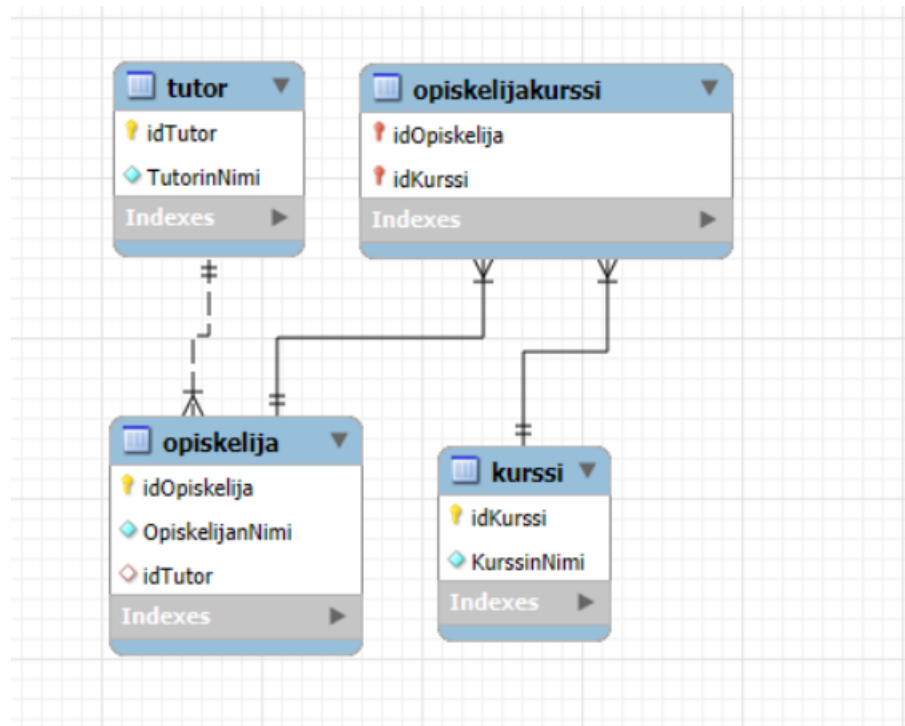 tutor
idTutor
TutorinNimi
Indexes
opiskelijakurssi
idOpiskelija
idKurssi
Indexes
opiskelija
idOpiskelija
OpiskelijanNimi
idTutor
Indexes
kurssi
idKurssi
KurssinNimi
Indexes